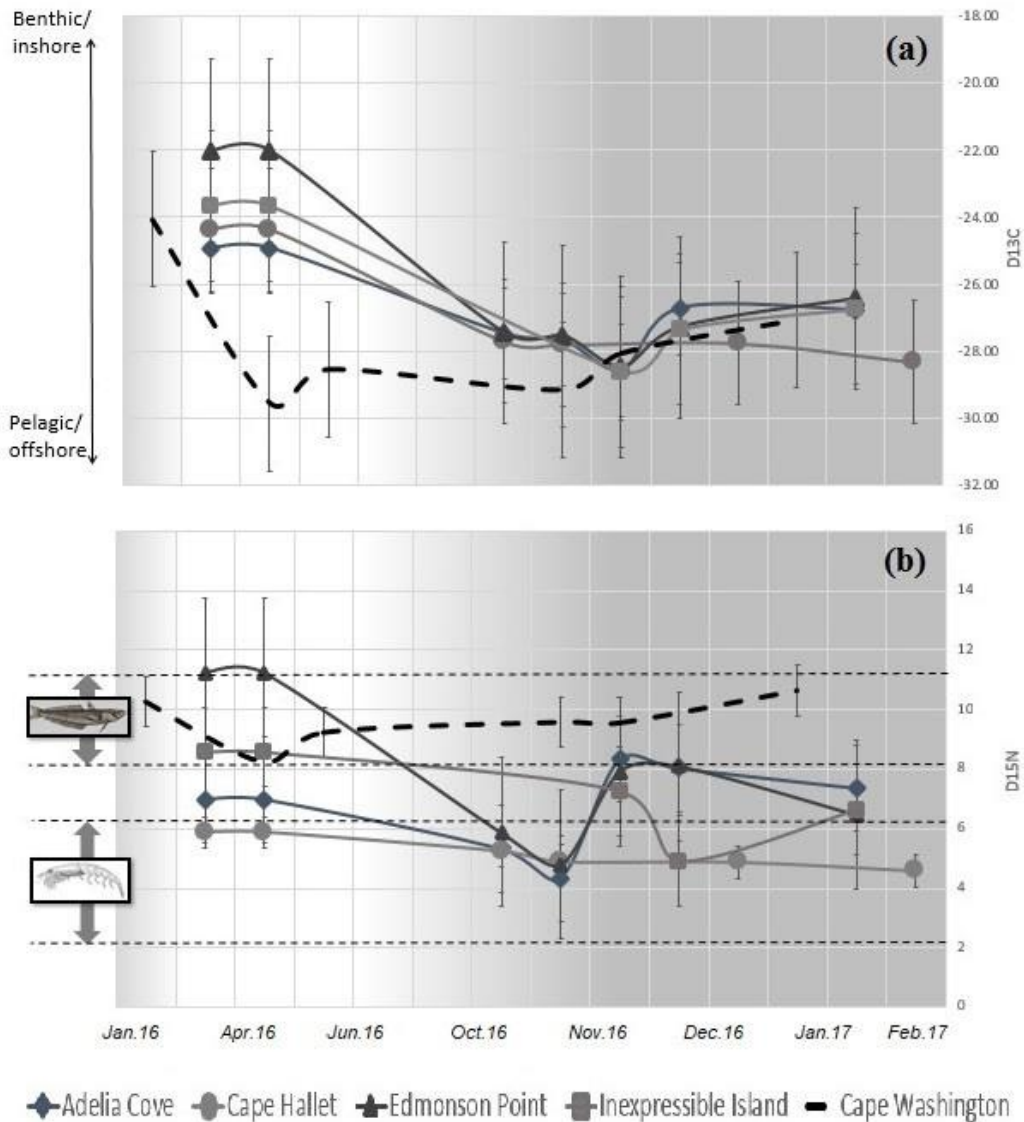 Benthic/
inshore
(a)
-18.00
-20.00
-22.00
-24.00
-26.00
-28.00
-30.00
-32.00
D13C
Pelagic/
offshore
(b)
16
14
12
10
8
6
4
2
0
D15N
Jan.16 Apr.16 Jun.16 Oct.16 Nov.16 Dec.16 Jan.17 Feb.17
Adelia Cove Cape Hallet Edmonson Point Inexpressible Island Cape Washington